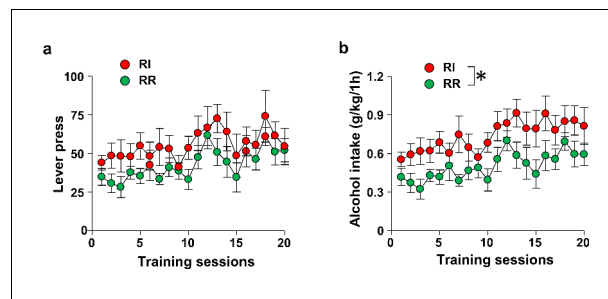 a
RI
RR
Lever press
100
75
50
25
0
0
5
10
15
20
Training sessions
b
RI
RR
*
Alcohol intake (g/kg/1h)
1.2
0.9
0.6
0.3
0
0
5
10
15
20
Training sessions